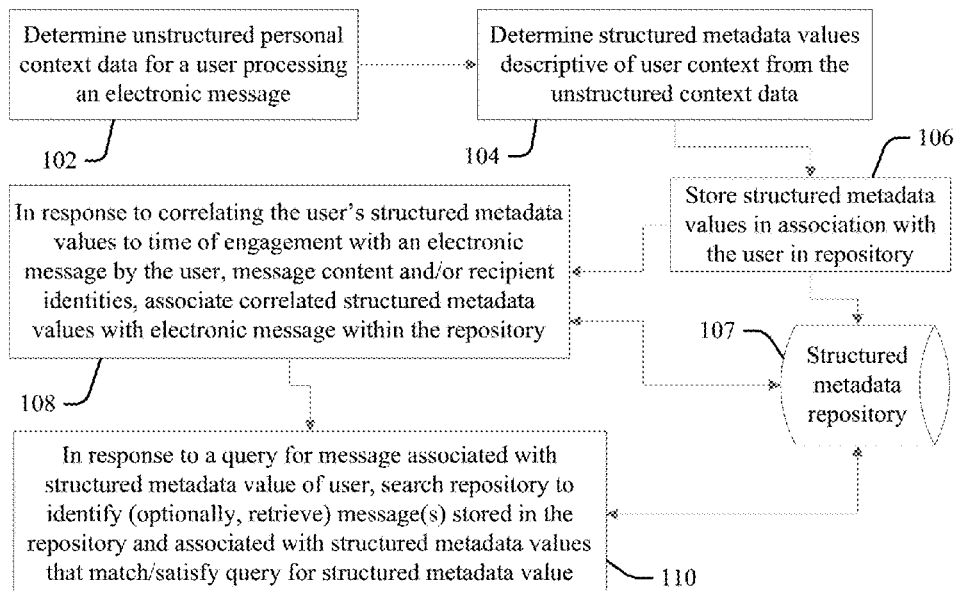 Determine unstructured personal
context data for a user processing
an electronic message
102
Determine structured metadata values
descriptive of user context from the
unstructured context data
104
106
Store structured metadata
values in association with
the user in repository
In response to correlating the user's structured metadata
values to time of engagement with an electronic
message by the user, message content and/or recipient
identities, associate correlated structured metadata
values with electronic message within the repository
108
107
Structured
metadata
repository
In response to a query for message associated with
structured metadata value of user, search repository to
identify (optionally, retrieve) message(s) stored in the
repository and associated with structured metadata values
that match/satisfy query for structured metadata value
110